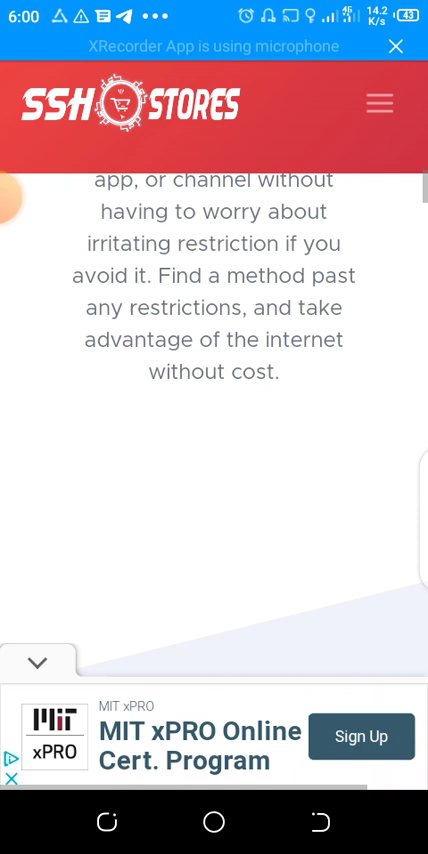 6:00
4G
14.2
K/s
43
XRecorder App is using microphone
SSH STORES
app, or channel without
having to worry about
irritating restriction if you
avoid it. Find a method past
any restrictions, and take
advantage of the internet
without cost.
MIT xPRO
MIT xPRO Online
Cert. Program
Sign Up
MIT
xPRO